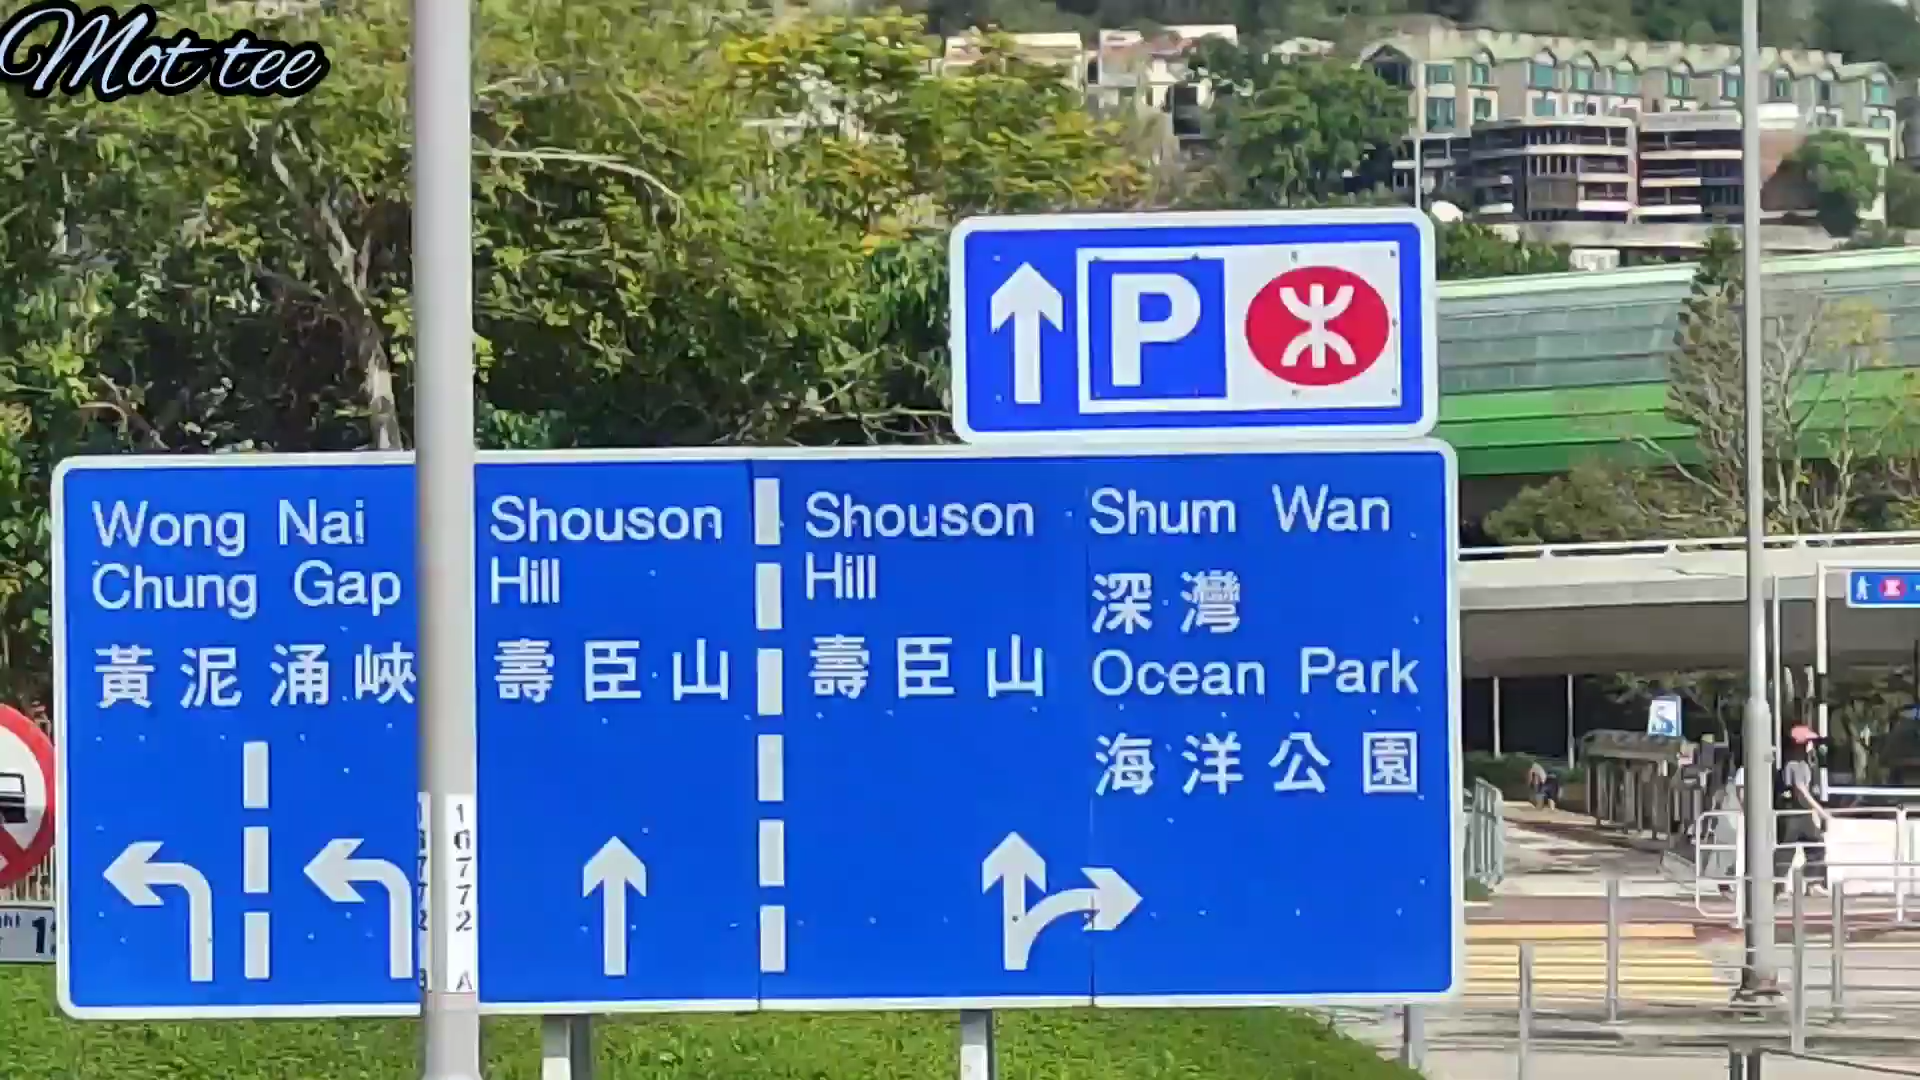 Mot tee
P
Wong Nai
Chung Gap
黃泥涌峽
Shouson
Hill
壽臣山
Shouson
Hill
壽臣山
Shum Wan
深灣
Ocean Park
海洋公園
16772
A